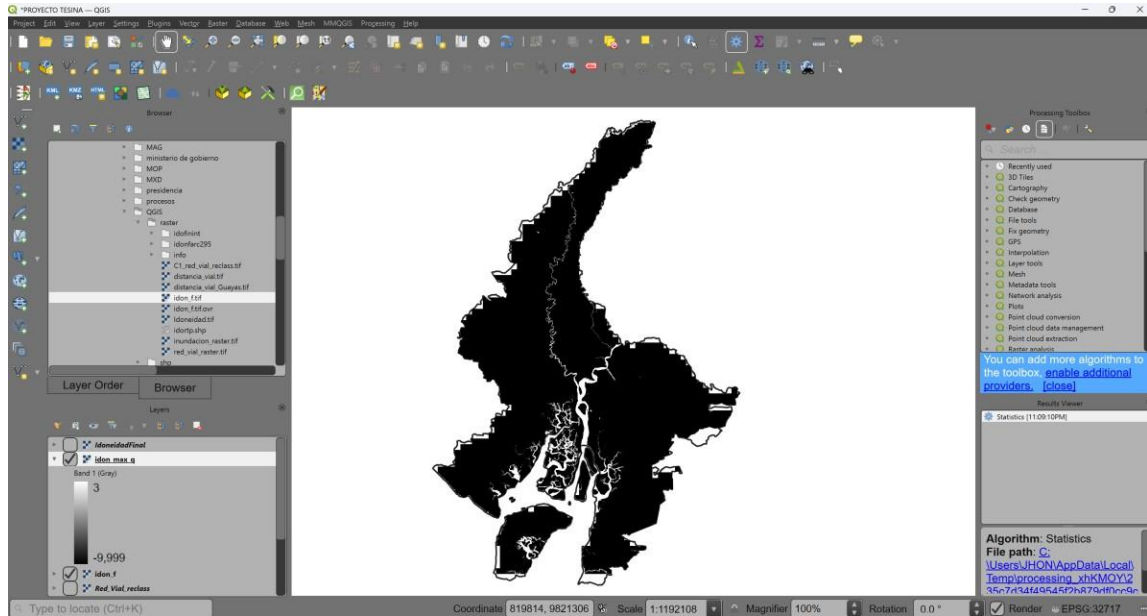 *PROYECTO TESINA — QGIS
Project Edit View Layer Settings Plugins Vector Raster Database Web Mesh MMQGIS Processing Help
KML KMZ HTML
Browser
MAG
ministerio de gobierno
MOP
MXD
presidencia
procesos
QGIS
raster
idofinint
idonfarc295
info
C1_red_vial_reclass.tif
distancia_vial.tif
distancia_vial_Guayas.tif
idon_f.tif
idon_f.tif.ovr
Idoneidad.tif
idortp.shp
inundacion_raster.tif
red_vial_raster.tif
shp
Layer Order Browser
Layers
IdoneidadFinal
idon_max_q
Band 1 (Gray)
3
-9,999
idon_f
Red_Vial_reclass
Processing Toolbox
Search…
Recently used
3D Tiles
Cartography
Check geometry
Database
File tools
Fix geometry
GPS
Interpolation
Layer tools
Mesh
Metadata tools
Network analysis
Plots
Point cloud conversion
Point cloud data management
Point cloud extraction
Raster analysis
You can add more algorithms to
the toolbox, enable additional
providers. [close]
Results Viewer
Statistics [11:09:10PM]
Algorithm: Statistics
File path: C:
\Users\JHON\AppData\Local\
Temp\processing_xhKMOY\2
35c7d34f49545f2b879df0cc9c
Type to locate (Ctrl+K) Coordinate 819814, 9821306 Scale 1:1192108 Magnifier 100% Rotation 0.0 ° Render EPSG:32717